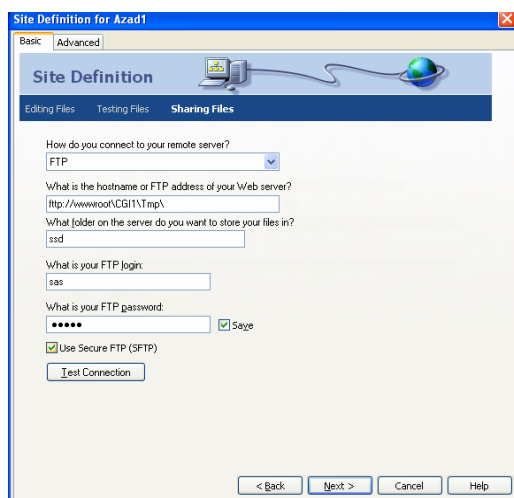 Site Definition for Azad1
Basic Advanced
Site Definition
Editing Files Testing Files Sharing Files
How do you connect to your remote server?
FTP
What is the hostname or FTP address of your Web server?
fttp://wwwroot\CGI1\Tmp\
What folder on the server do you want to store your files in?
ssd
What is your FTP login:
sas
What is your FTP password:
●●●●● Save
Use Secure FTP (SFTP)
Test Connection
< Back Next > Cancel Help